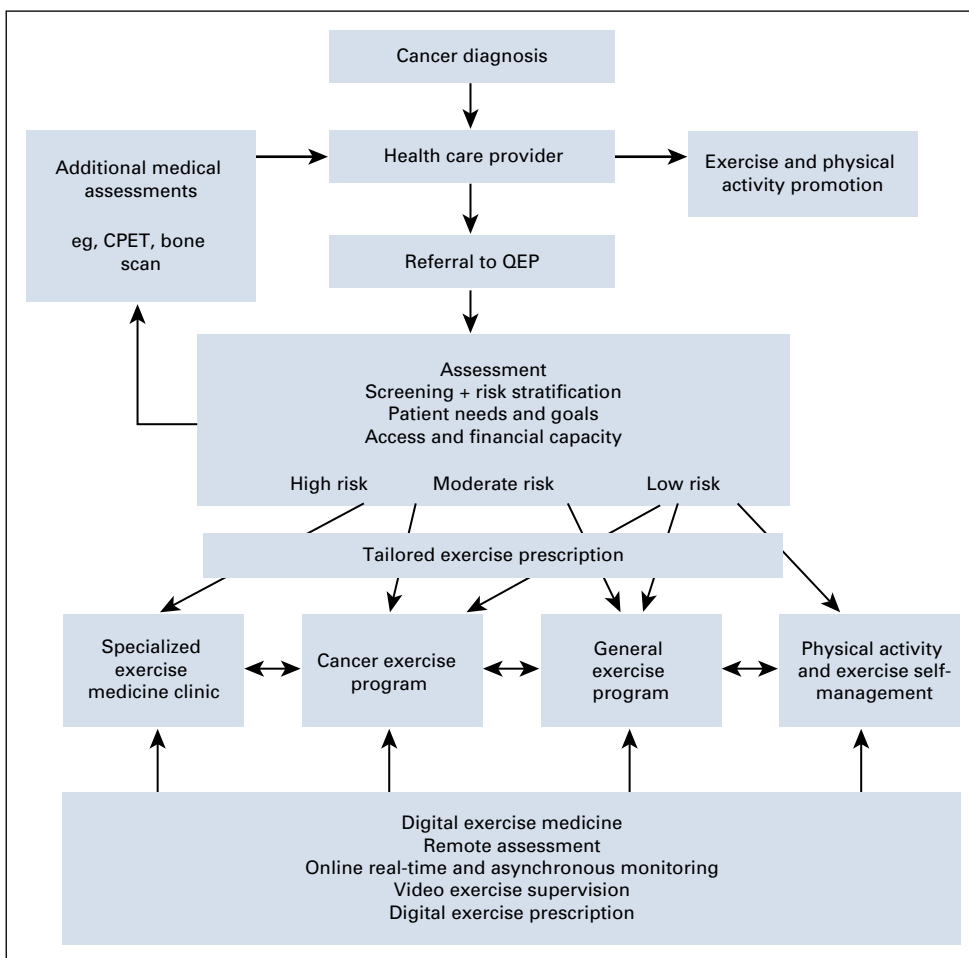 Cancer diagnosis
Health care provider
Additional medical
assessments
eg, CPET, bone
scan
Exercise and physical
activity promotion
Referral to QEP
Assessment
Screening + risk stratification
Patient needs and goals
Access and financial capacity
High risk
Moderate risk
Low risk
Tailored exercise prescription
Specialized
exercise
medicine clinic
Cancer exercise
program
General
exercise
program
Physical activity
and exercise self-
management
Digital exercise medicine
Remote assessment
Online real-time and asynchronous monitoring
Video exercise supervision
Digital exercise prescription